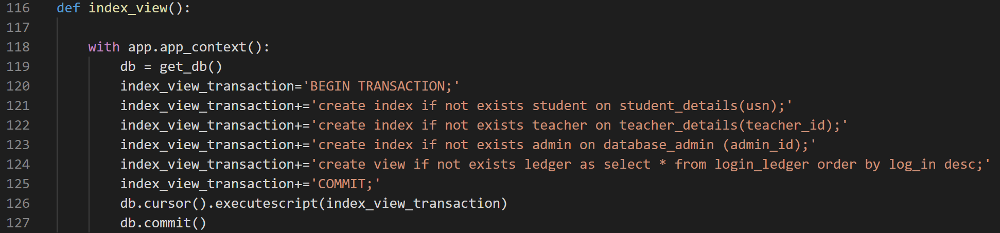 116 def index_view():
117
118 with app.app_context():
119 db = get_db()
120 index_view_transaction='BEGIN TRANSACTION;'
121 index_view_transaction+='create index if not exists student on student_details(usn);'
122 index_view_transaction+='create index if not exists teacher on teacher_details(teacher_id);'
123 index_view_transaction+='create index if not exists admin on database_admin (admin_id);'
124 index_view_transaction+='create view if not exists ledger as select * from login_ledger order by log_in desc;'
125 index_view_transaction+='COMMIT;'
126 db.cursor().executescript(index_view_transaction)
127 db.commit()